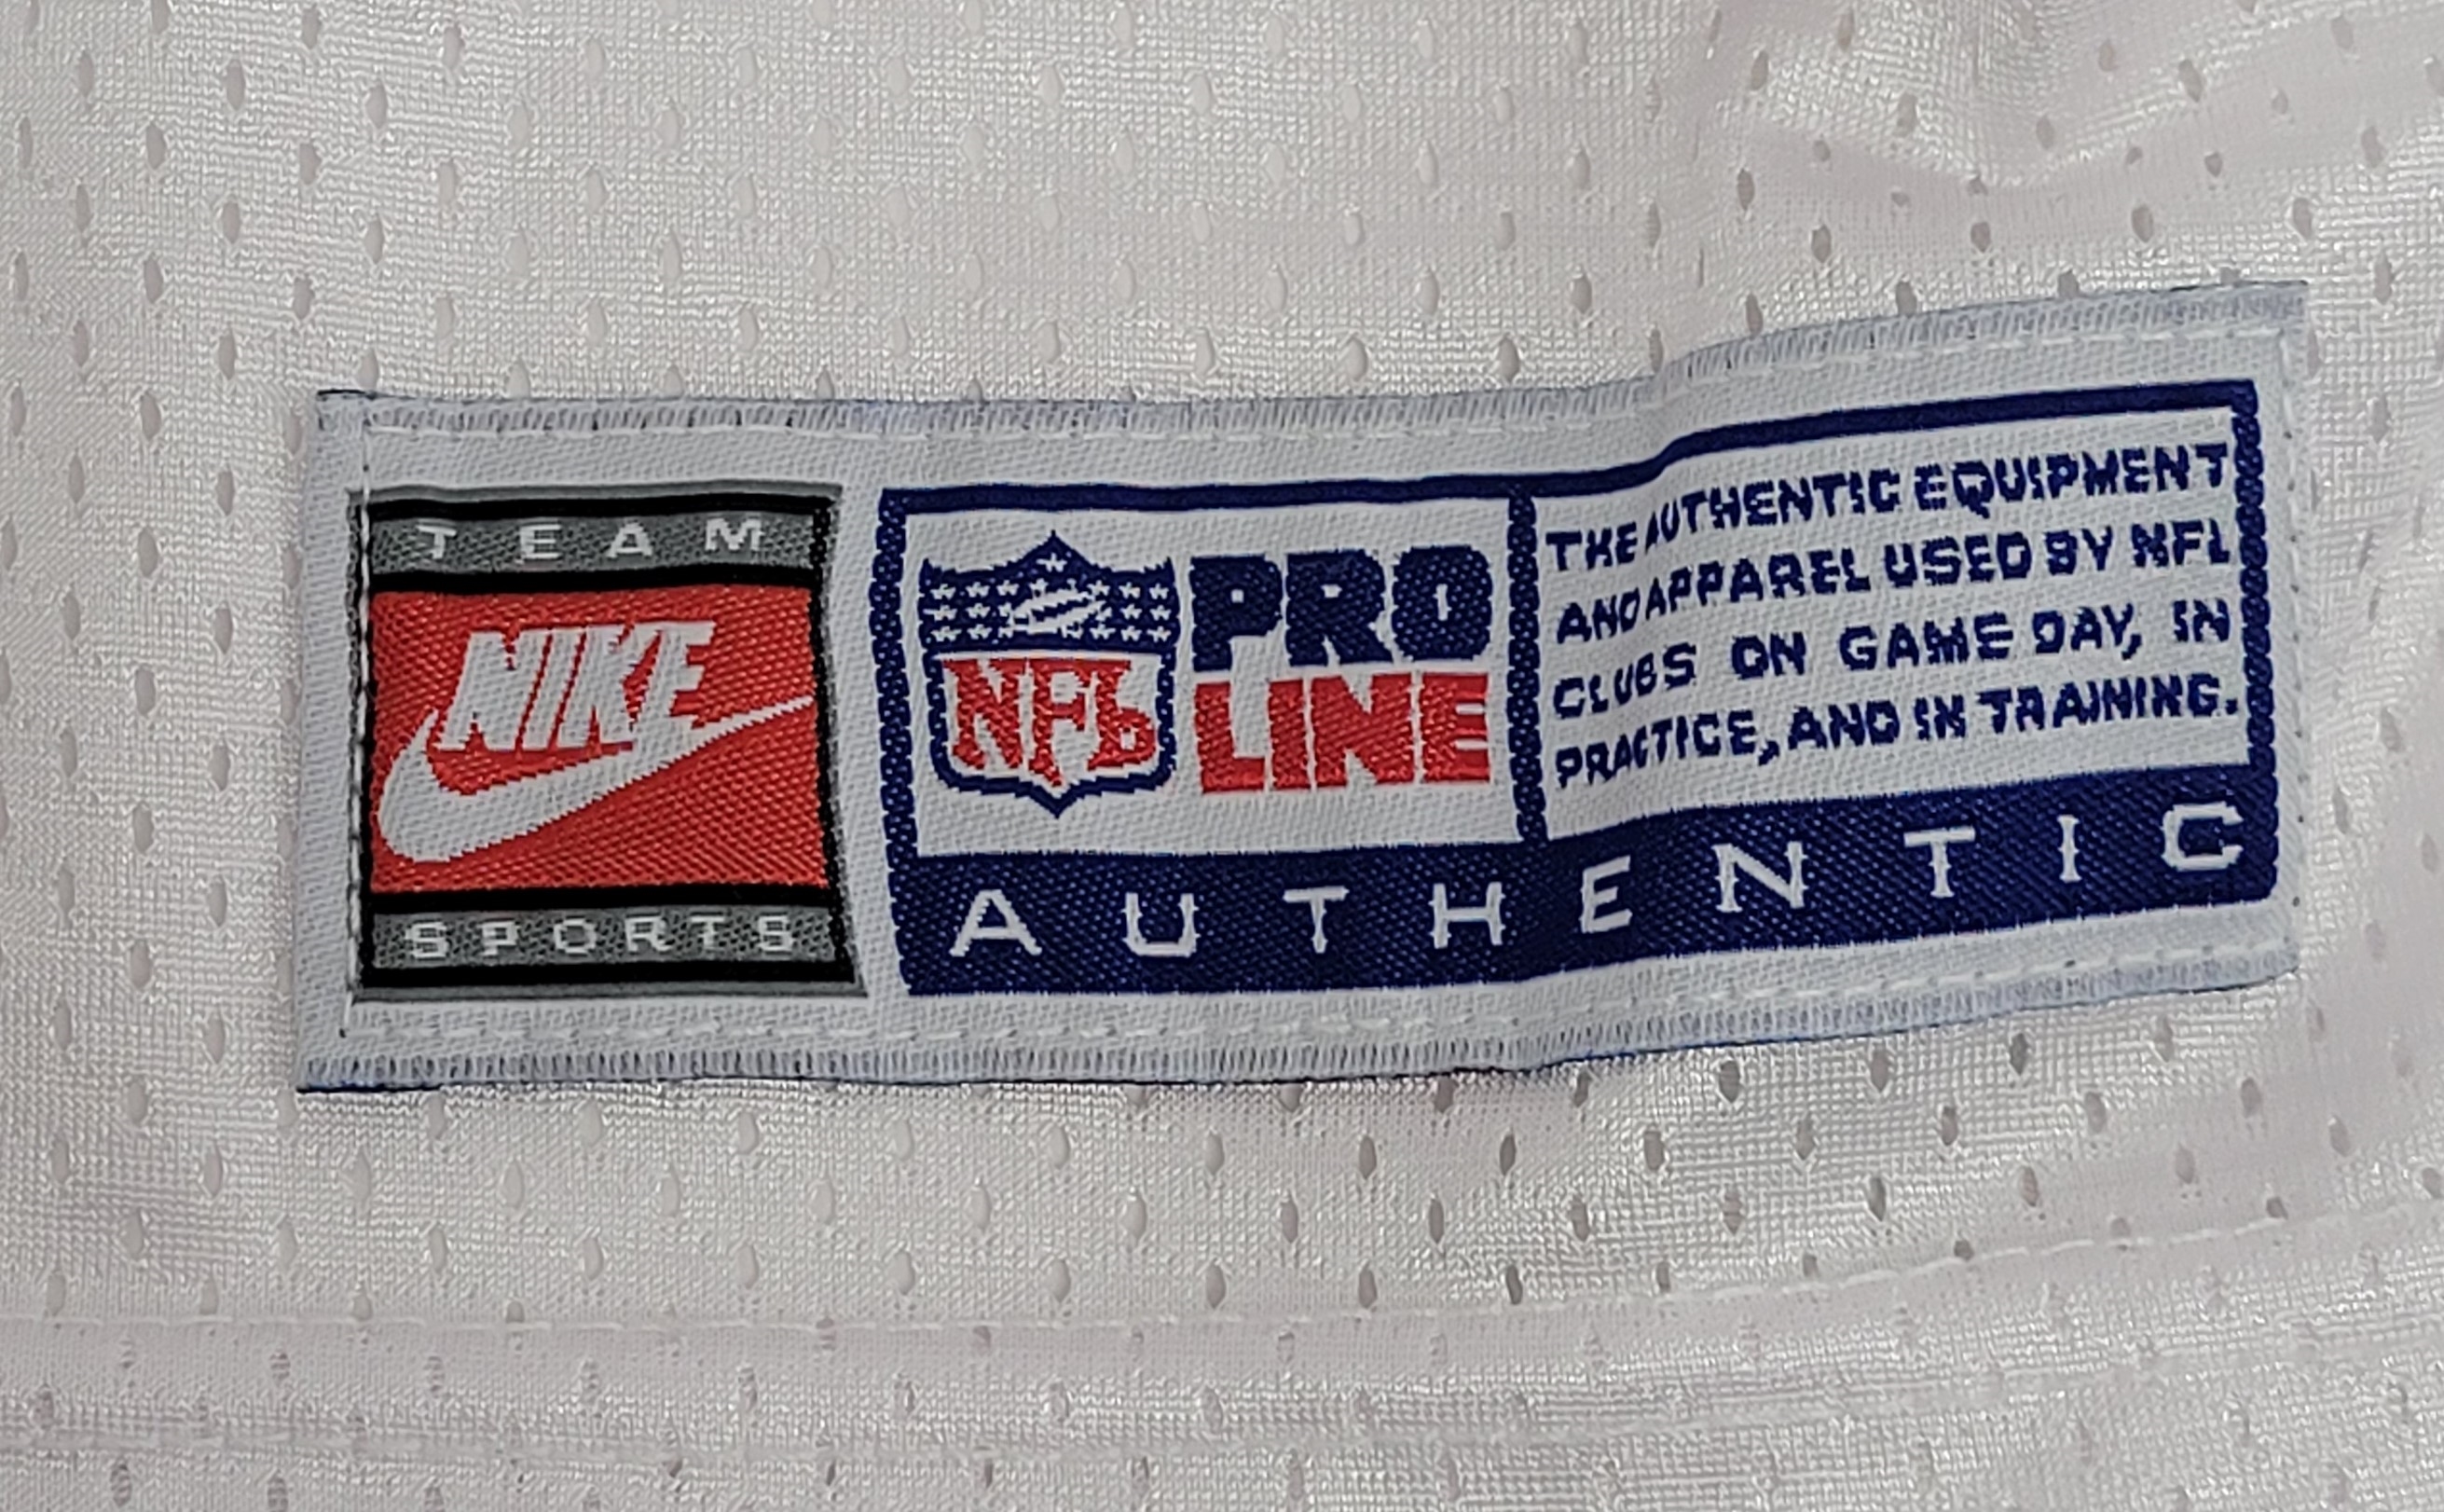 TEAM
NIKE
SPORTS
NFL
PRO
LINE
THE AUTHENTIC EQUIPMENT
AND APPAREL USED BY NFL
CLUBS ON GAME DAY, IN
PRACTICE, AND IN TRAINING.
AUTHENTIC